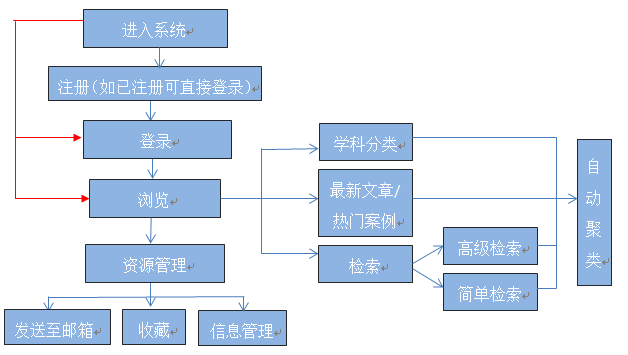 进入系统
注册(如已注册可直接登录)
登录
浏览
资源管理
发送至邮箱
收藏
信息管理
学科分类
最新文章/
热门案例
检索
高级检索
简单检索
自
动
聚
类